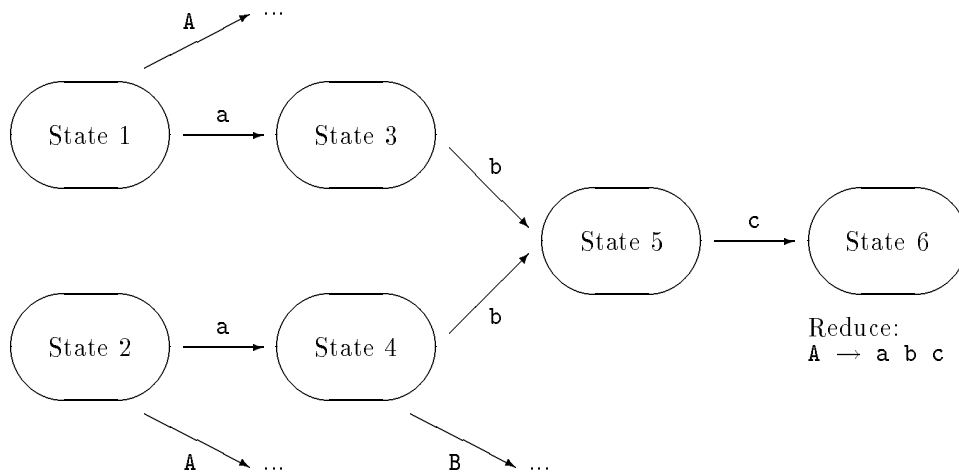 A ...
State 1 a State 3
b
State 5 c State 6
b
State 2 a State 4
Reduce:
A → a b c
A ... B ...